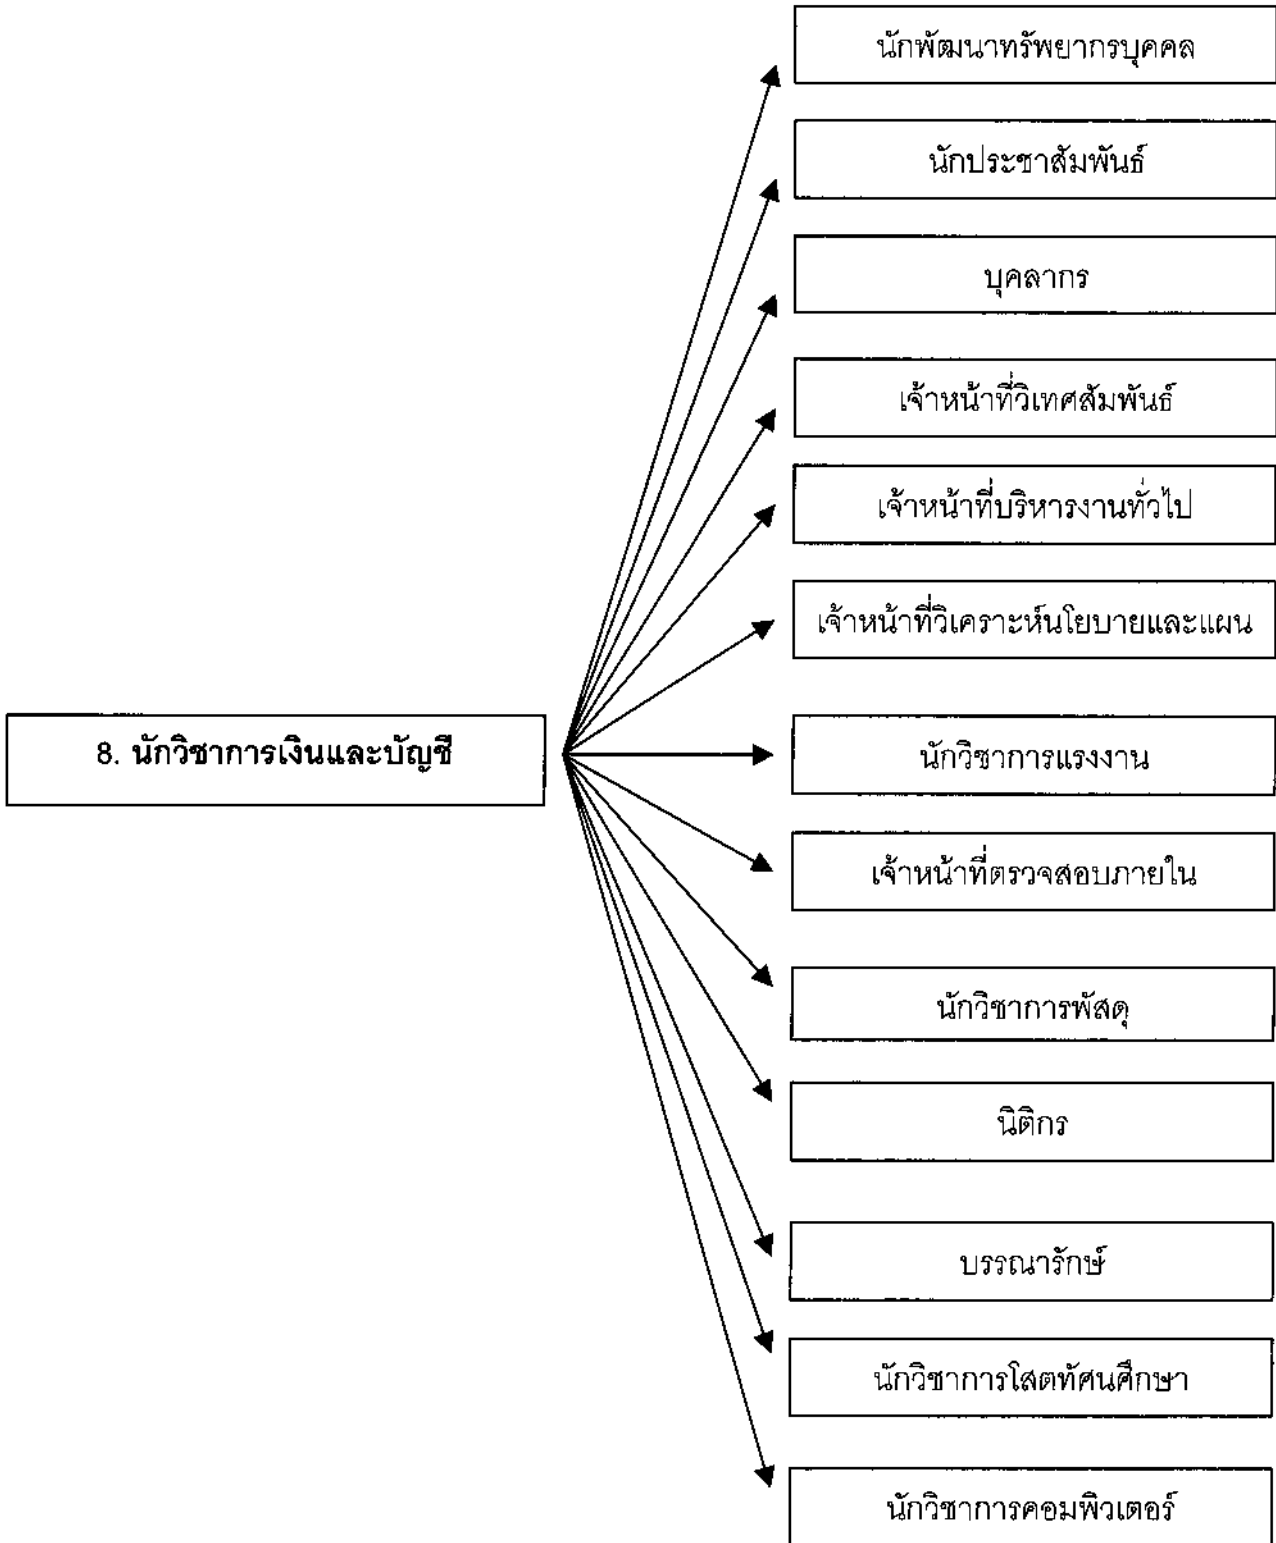 นักพัฒนาทรัพยากรบุคคล
นักประชาสัมพันธ์
บุคลากร
เจ้าหน้าที่วิเทศสัมพันธ์
เจ้าหน้าที่บริหารงานทั่วไป
เจ้าหน้าที่วิเคราะห์นโยบายและแผน
8. นักวิชาการเงินและบัญชี
นักวิชาการแรงงาน
เจ้าหน้าที่ตรวจสอบภายใน
นักวิชาการพัสดุ
นิติกร
บรรณารักษ์
นักวิชาการโสตทัศนศึกษา
นักวิชาการคอมพิวเตอร์